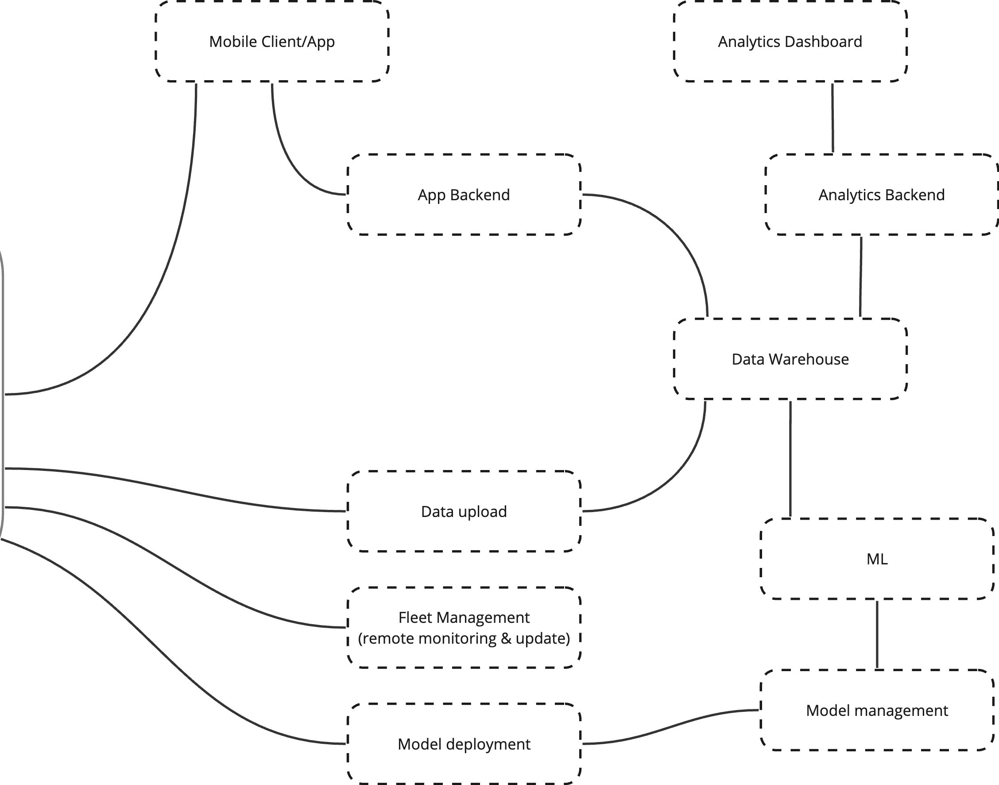 Mobile Client/App
Analytics Dashboard
App Backend
Analytics Backend
Data Warehouse
Data upload
ML
Fleet Management
(remote monitoring & update)
Model management
Model deployment